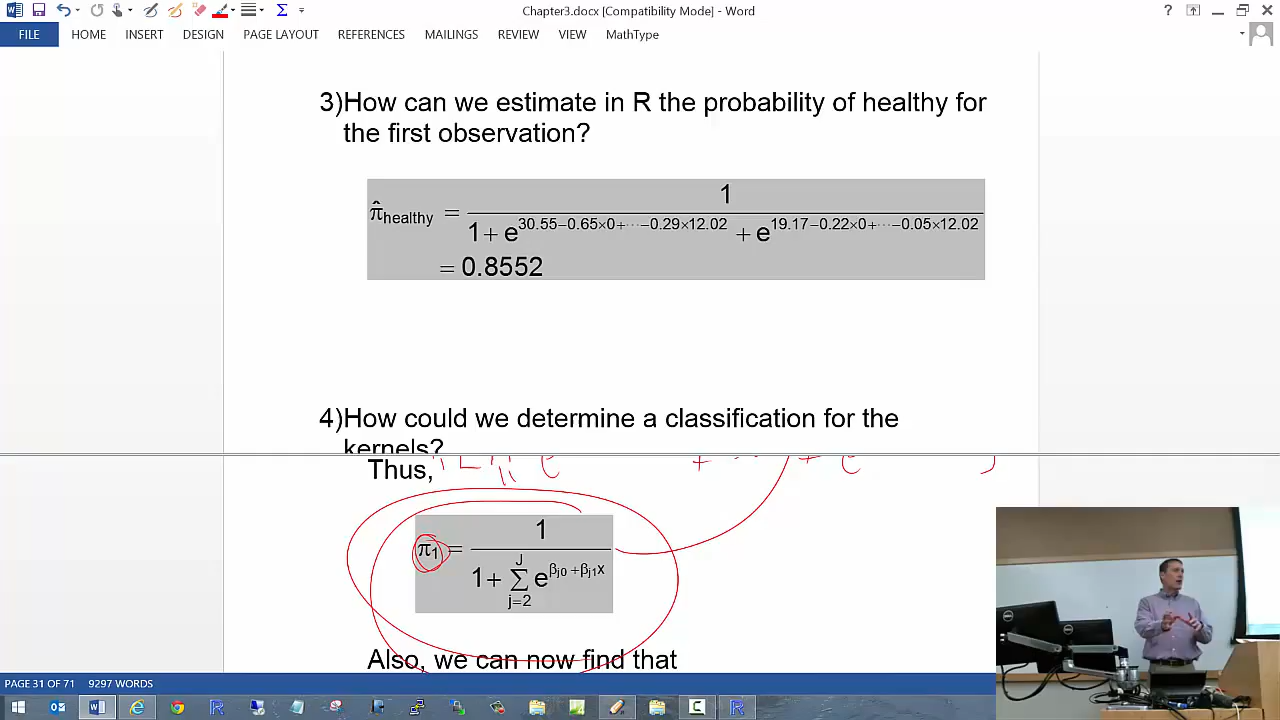 Chapter3.docx [Compatibility Mode] - Word
FILE HOME INSERT DESIGN PAGE LAYOUT REFERENCES MAILINGS REVIEW VIEW MathType
3)How can we estimate in R the probability of healthy for
the first observation?
π̂healthy = 1 / (1+ e^(30.55−0.65×0+⋯−0.29×12.02) + e^(19.17−0.22×0+⋯−0.05×12.02))
= 0.8552
4)How could we determine a classification for the
kernels?
Thus,
π1 = 1 / (1+ Σ_{j=2}^{J} e^(βj0 +βj1x))
Also, we can now find that
PAGE 31 OF 71 9297 WORDS